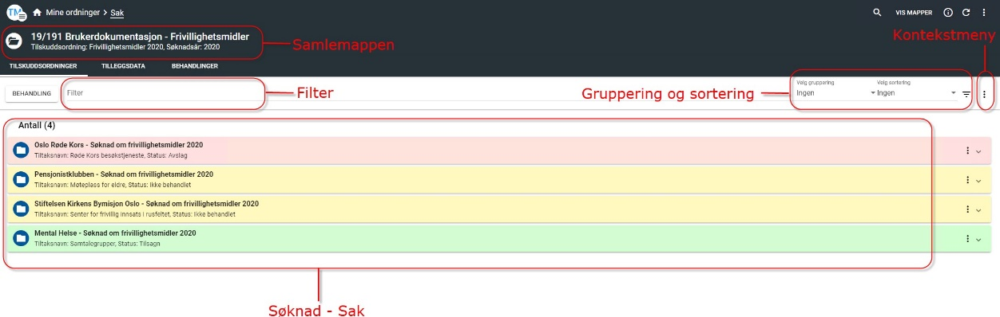 TM Mine ordninger > Sak VIS MAPPER
Kontekstmeny
19/191 Brukerdokumentasjon - Frivillighetsmidler
Tilskuddsordning: Frivillighetsmidler 2020, Søknadsår: 2020
Samlemappen
TILSKUDDSORDNINGER TILLEGGSDATA BEHANDLINGER
BEHANDLING Filter
Filter
Gruppering og sortering
Velg gruppering Velg sortering
Ingen Ingen
Antall (4)
Oslo Røde Kors - Søknad om frivillighetsmidler 2020
Tiltaksnavn: Røde Kors besøkstjeneste, Status: Avslag
Pensjonistklubben - Søknad om frivillighetsmidler 2020
Tiltaksnavn: Møteplass for eldre, Status: Ikke behandlet
Stiftelsen Kirkens Bymisjon Oslo - Søknad om frivillighetsmidler 2020
Tiltaksnavn: Senter for frivillig innsats i rusfeltet, Status: Ikke behandlet
Mental Helse - Søknad om frivillighetsmidler 2020
Tiltaksnavn: Samtalegrupper, Status: Tilsagn
Søknad - Sak